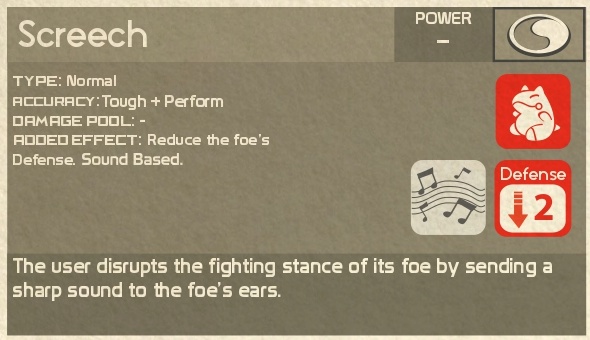 Screech
POWER
–
TYPE: Normal
ACCURACY: Tough + Perform
DAMAGE POOL: -
ADDED EFFECT: Reduce the foe's
Defense. Sound Based.
Defense
2
The user disrupts the fighting stance of its foe by sending a
sharp sound to the foe's ears.